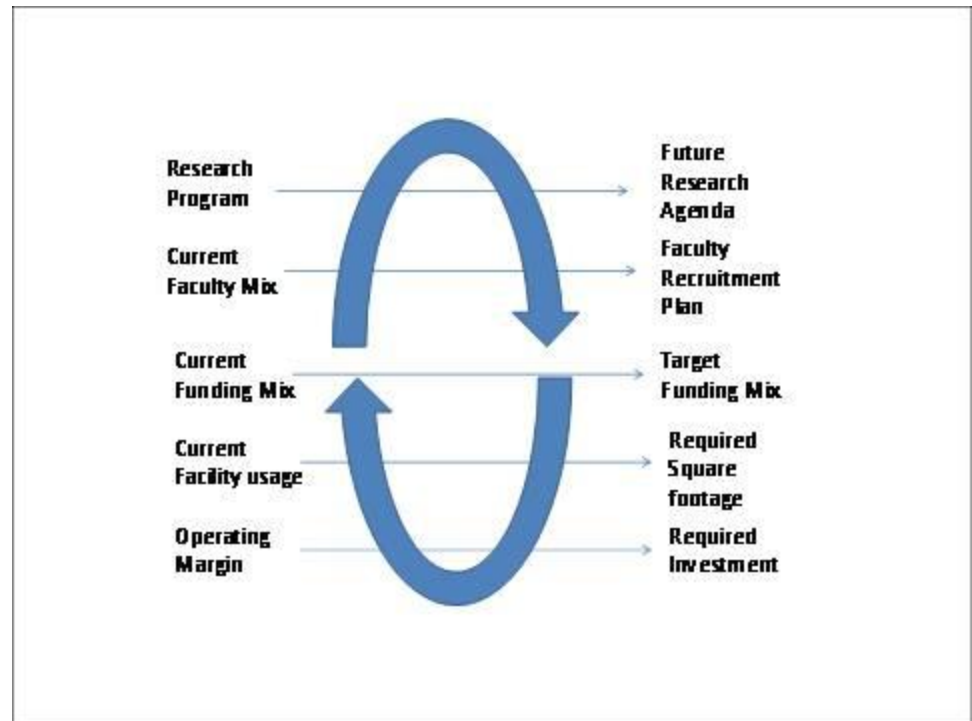 Research
Program
Future
Research
Agenda
Current
Faculty Mix
Faculty
Recruitment
Plan
Current
Funding Mix
Target
Funding Mix
Current
Facility usage
Required
Square
footage
Operating
Margin
Required
Investment